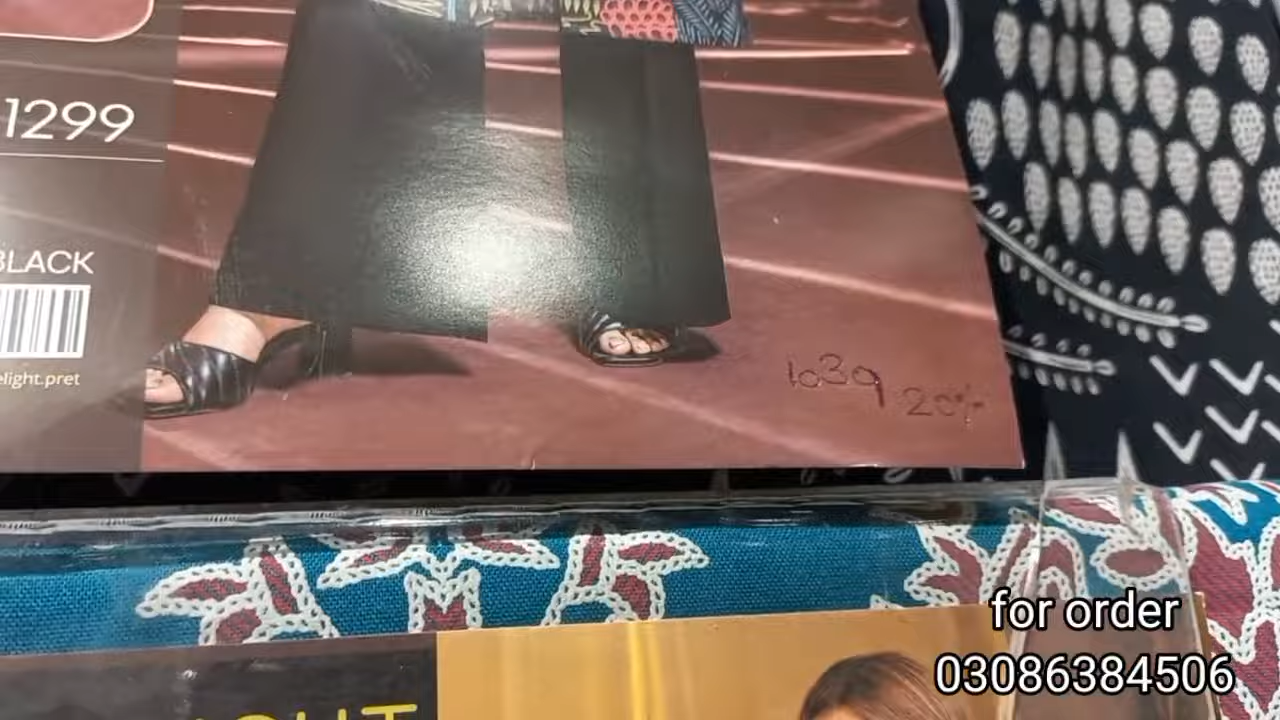 1299
BLACK
elight.pret
1039 20%
for order
03086384506